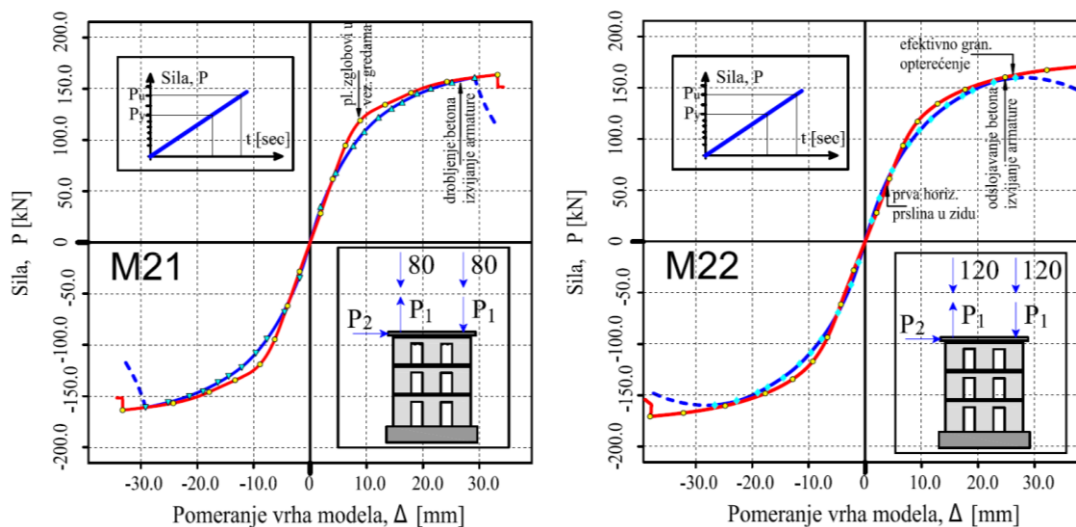 200.0
150.0
100.0
50.0
0
-50.0
-100.0
-150.0
-200.0
Sila, P [kN]
Sila, P
Pu
Py
t [sec]
pl. zglobovi u
vez. gredama
drobljenje betona
izvijanje armature
M21
80 80
P1 P1
P2
-30.0 -20.0 -10.0 0 10.0 20.0 30.0
Pomeranje vrha modela, Δ [mm]
200.0
150.0
100.0
50.0
0
-50.0
-100.0
-150.0
-200.0
Sila, P [kN]
Sila, P
Pu
Py
t [sec]
efektivno gran.
opterećenje
odslojavanje betona
izvijanje armature
prva horiz.
prslina u zidu
M22
120 120
P1 P1
P2
-30.0 -20.0 -10.0 0 10.0 20.0 30.0
Pomeranje vrha modela, Δ [mm]